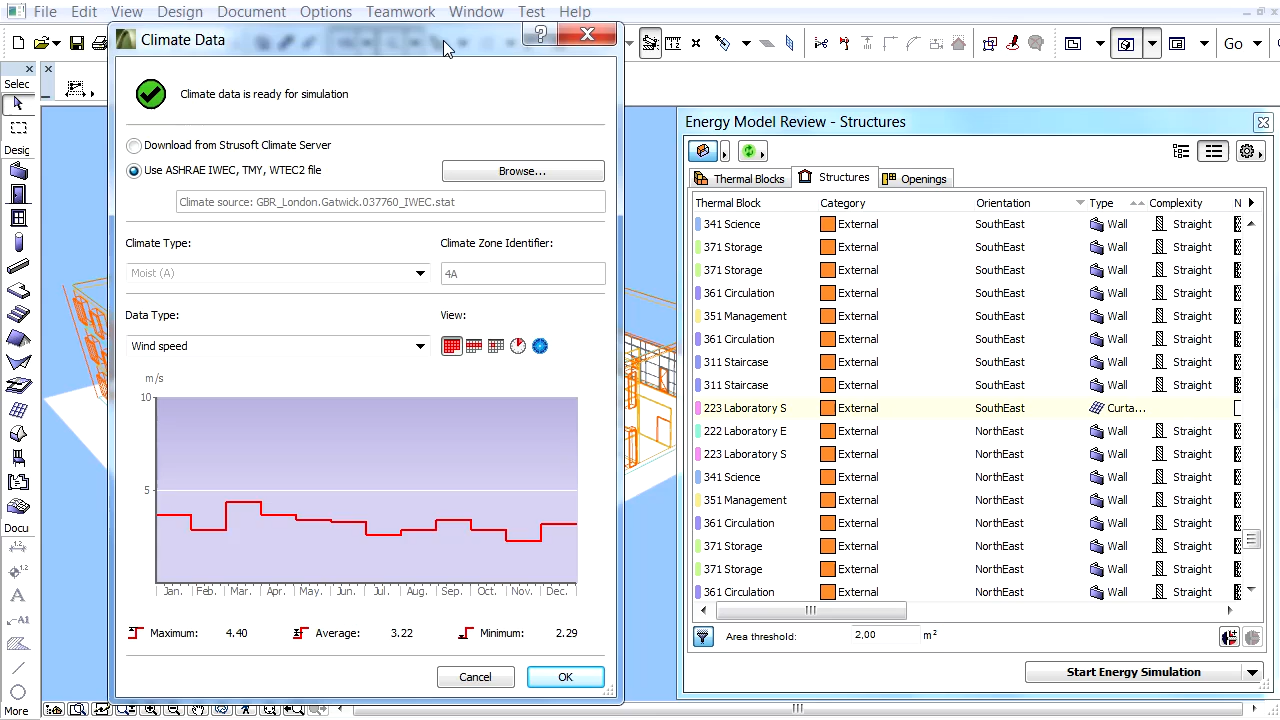 File Edit View Design Document Options Teamwork Window Test Help
Climate Data
Go
Selec
Desig
Docu
More
Climate data is ready for simulation
Download from Strusoft Climate Server
Use ASHRAE IWEC, TMY, WTEC2 file
Browse...
Climate source: GBR_London.Gatwick.037760_IWEC.stat
Climate Type:
Climate Zone Identifier:
Moist (A)
4A
Data Type:
View:
Wind speed
m/s
10
5
Jan. Feb. Mar. Apr. May. Jun. Jul. Aug. Sep. Oct. Nov. Dec.
Maximum: 4.40 Average: 3.22 Minimum: 2.29
Cancel OK
Energy Model Review - Structures
Thermal Blocks Structures Openings
Thermal Block Category Orientation Type Complexity N
341 Science External SouthEast Wall Straight
371 Storage External SouthEast Wall Straight
371 Storage External SouthEast Wall Straight
361 Circulation External SouthEast Wall Straight
351 Management External SouthEast Wall Straight
361 Circulation External SouthEast Wall Straight
311 Staircase External SouthEast Wall Straight
311 Staircase External SouthEast Wall Straight
223 Laboratory S External SouthEast Curta...
222 Laboratory E External NorthEast Wall Straight
223 Laboratory S External NorthEast Wall Straight
341 Science External NorthEast Wall Straight
351 Management External NorthEast Wall Straight
361 Circulation External NorthEast Wall Straight
371 Storage External NorthEast Wall Straight
371 Storage External NorthEast Wall Straight
361 Circulation External NorthEast Wall Straight
Area threshold: 2,00 m²
Start Energy Simulation